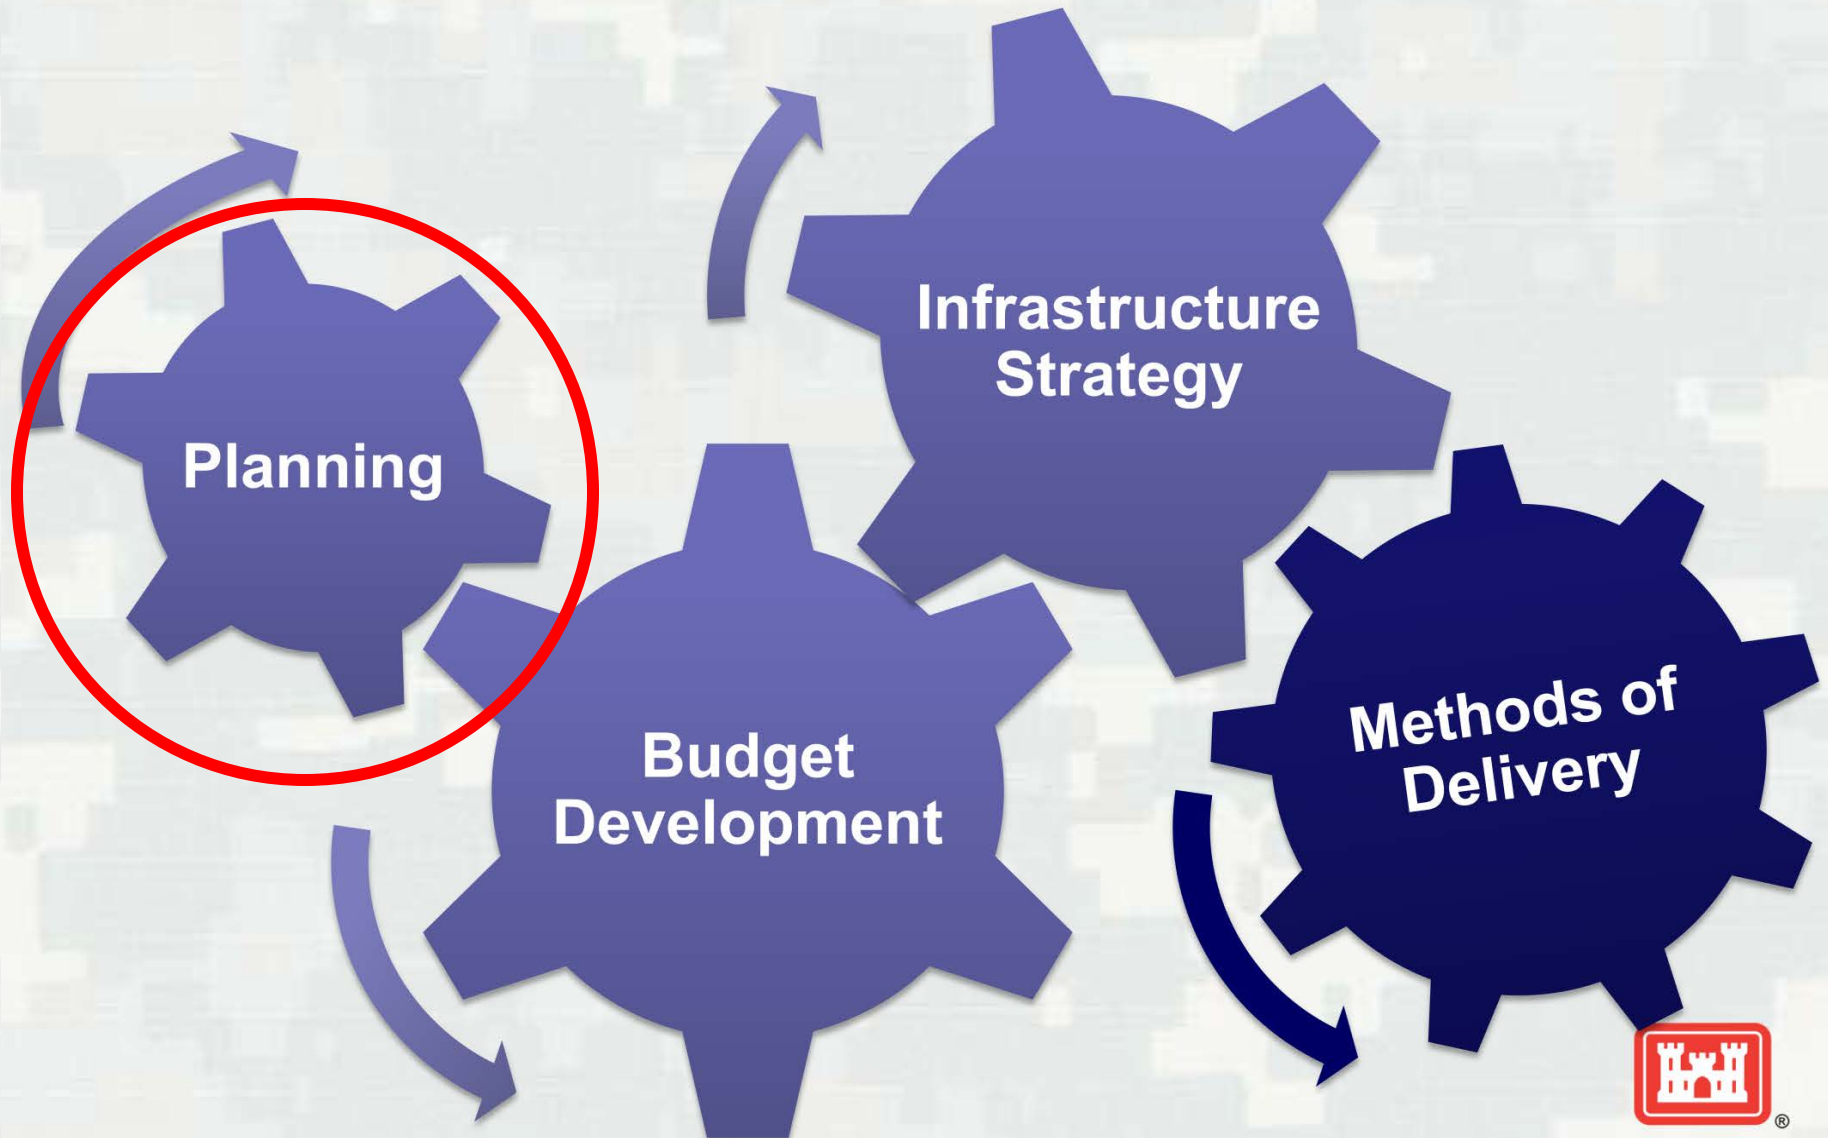 Planning
Infrastructure
Strategy
Budget
Development
Methods of
Delivery
®